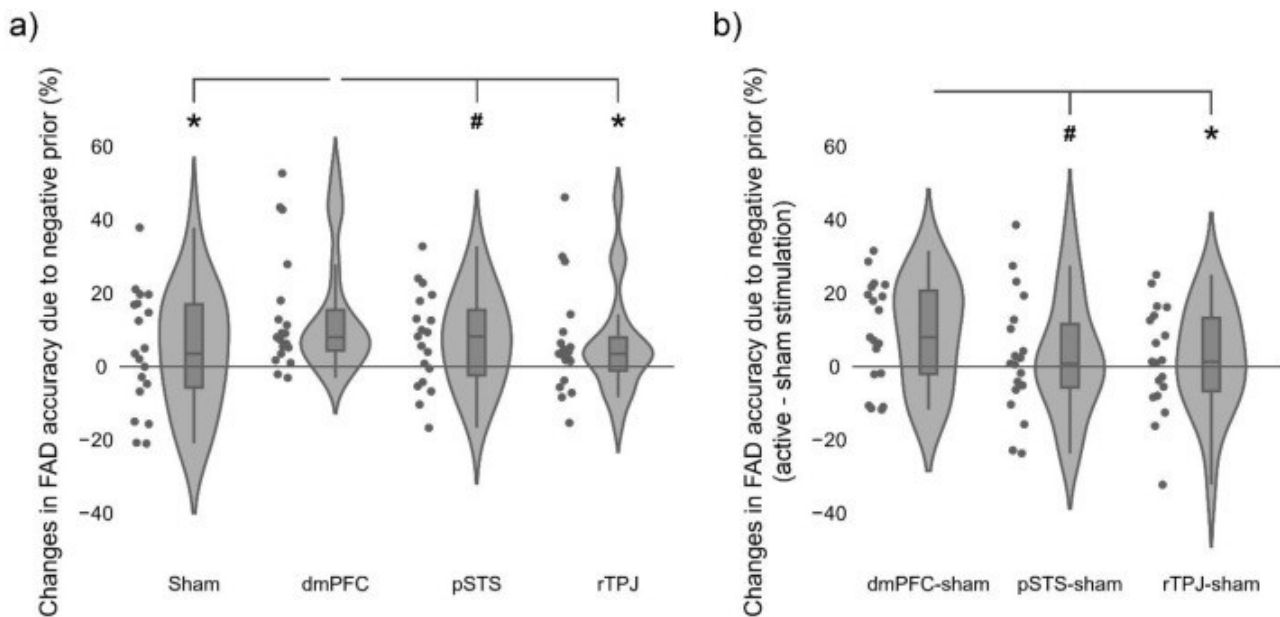 a)
Changes in FAD accuracy due to negative prior (%)
* # *
60
40
20
0
−20
−40
Sham dmPFC pSTS rTPJ
b)
Changes in FAD accuracy due to negative prior (%)
(active - sham stimulation)
# *
60
40
20
0
−20
−40
dmPFC-sham pSTS-sham rTPJ-sham